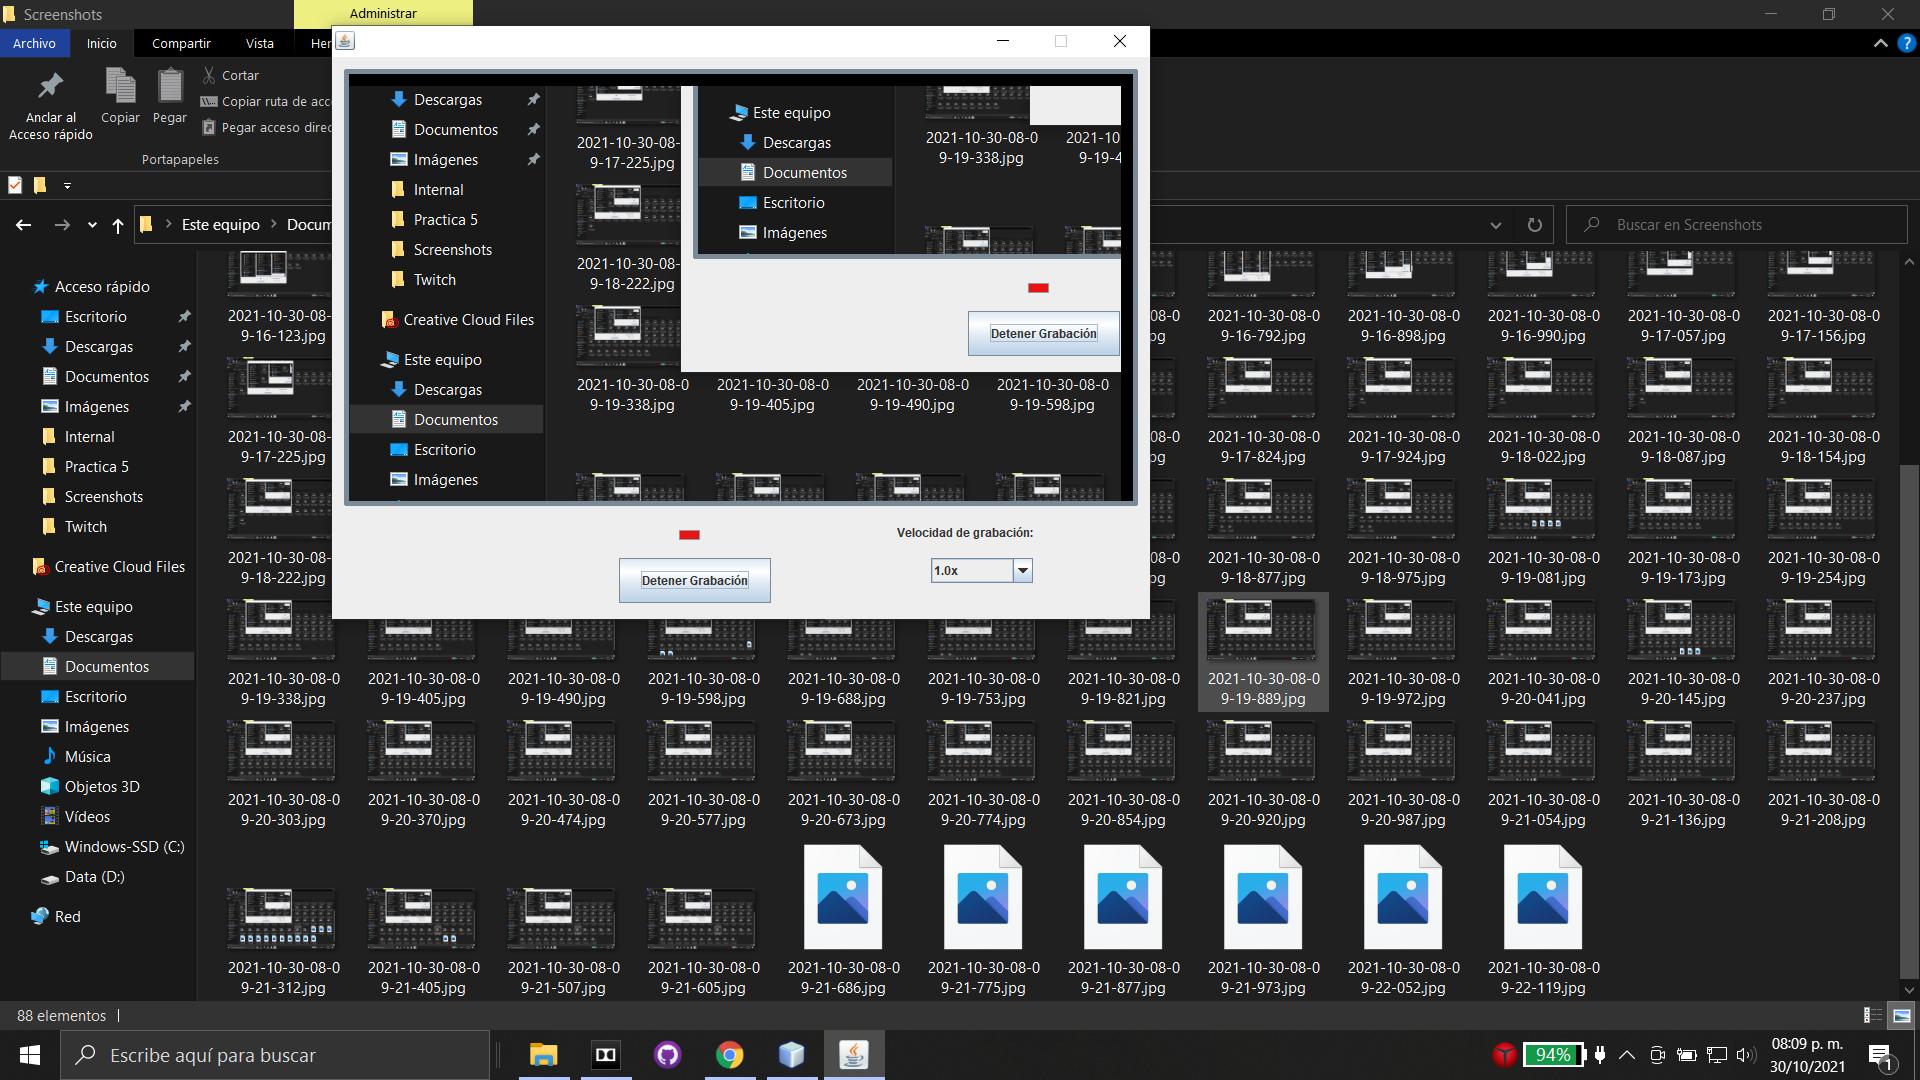 Screenshots
Administrar
Archivo
Inicio
Compartir
Vista
Her
?
Anclar al
Acceso rápido
Copiar
Pegar
Cortar
Copiar ruta de acc
Pegar acceso direc
Portapapeles
Este equipo
Docum
Buscar en Screenshots
Acceso rápido
Escritorio
Descargas
Documentos
Imágenes
Internal
Practica 5
Screenshots
Twitch
Creative Cloud Files
Este equipo
Descargas
Documentos
Escritorio
Imágenes
Música
Objetos 3D
Vídeos
Windows-SSD (C:)
Data (D:)
Red
Descargas
Documentos
Imágenes
Internal
Practica 5
Screenshots
Twitch
Creative Cloud Files
Este equipo
Descargas
Documentos
Escritorio
Imágenes
2021-10-30-08-
9-17-225.jpg
2021-10-30-08-
9-18-222.jpg
2021-10-30-08-0
9-19-338.jpg
2021-10-30-08-0
9-19-405.jpg
2021-10-30-08-0
9-19-490.jpg
2021-10-30-08-0
9-19-598.jpg
Este equipo
Descargas
Documentos
Escritorio
Imágenes
2021-10-30-08-0
9-19-338.jpg
2021-10
9-19-4
Detener Grabación
Detener Grabación
Velocidad de grabación:
1.0x
2021-10-30-08-
9-16-123.jpg
pg
2021-10-30-08-0
9-16-792.jpg
2021-10-30-08-0
9-16-898.jpg
2021-10-30-08-0
9-16-990.jpg
2021-10-30-08-0
9-17-057.jpg
2021-10-30-08-0
9-17-156.jpg
2021-10-30-08-
9-17-225.jpg
pg
2021-10-30-08-0
9-17-824.jpg
2021-10-30-08-0
9-17-924.jpg
2021-10-30-08-0
9-18-022.jpg
2021-10-30-08-0
9-18-087.jpg
2021-10-30-08-0
9-18-154.jpg
2021-10-30-08-
9-18-222.jpg
pg
2021-10-30-08-0
9-18-877.jpg
2021-10-30-08-0
9-18-975.jpg
2021-10-30-08-0
9-19-081.jpg
2021-10-30-08-0
9-19-173.jpg
2021-10-30-08-0
9-19-254.jpg
2021-10-30-08-0
9-19-338.jpg
2021-10-30-08-0
9-19-405.jpg
2021-10-30-08-0
9-19-490.jpg
2021-10-30-08-0
9-19-598.jpg
2021-10-30-08-0
9-19-688.jpg
2021-10-30-08-0
9-19-753.jpg
2021-10-30-08-0
9-19-821.jpg
2021-10-30-08-0
9-19-889.jpg
2021-10-30-08-0
9-19-972.jpg
2021-10-30-08-0
9-20-041.jpg
2021-10-30-08-0
9-20-145.jpg
2021-10-30-08-0
9-20-237.jpg
2021-10-30-08-0
9-20-303.jpg
2021-10-30-08-0
9-20-370.jpg
2021-10-30-08-0
9-20-474.jpg
2021-10-30-08-0
9-20-577.jpg
2021-10-30-08-0
9-20-673.jpg
2021-10-30-08-0
9-20-774.jpg
2021-10-30-08-0
9-20-854.jpg
2021-10-30-08-0
9-20-920.jpg
2021-10-30-08-0
9-20-987.jpg
2021-10-30-08-0
9-21-054.jpg
2021-10-30-08-0
9-21-136.jpg
2021-10-30-08-0
9-21-208.jpg
2021-10-30-08-0
9-21-312.jpg
2021-10-30-08-0
9-21-405.jpg
2021-10-30-08-0
9-21-507.jpg
2021-10-30-08-0
9-21-605.jpg
2021-10-30-08-0
9-21-686.jpg
2021-10-30-08-0
9-21-775.jpg
2021-10-30-08-0
9-21-877.jpg
2021-10-30-08-0
9-21-973.jpg
2021-10-30-08-0
9-22-052.jpg
2021-10-30-08-0
9-22-119.jpg
88 elementos
Escribe aquí para buscar
94%
08:09 p. m.
30/10/2021
1